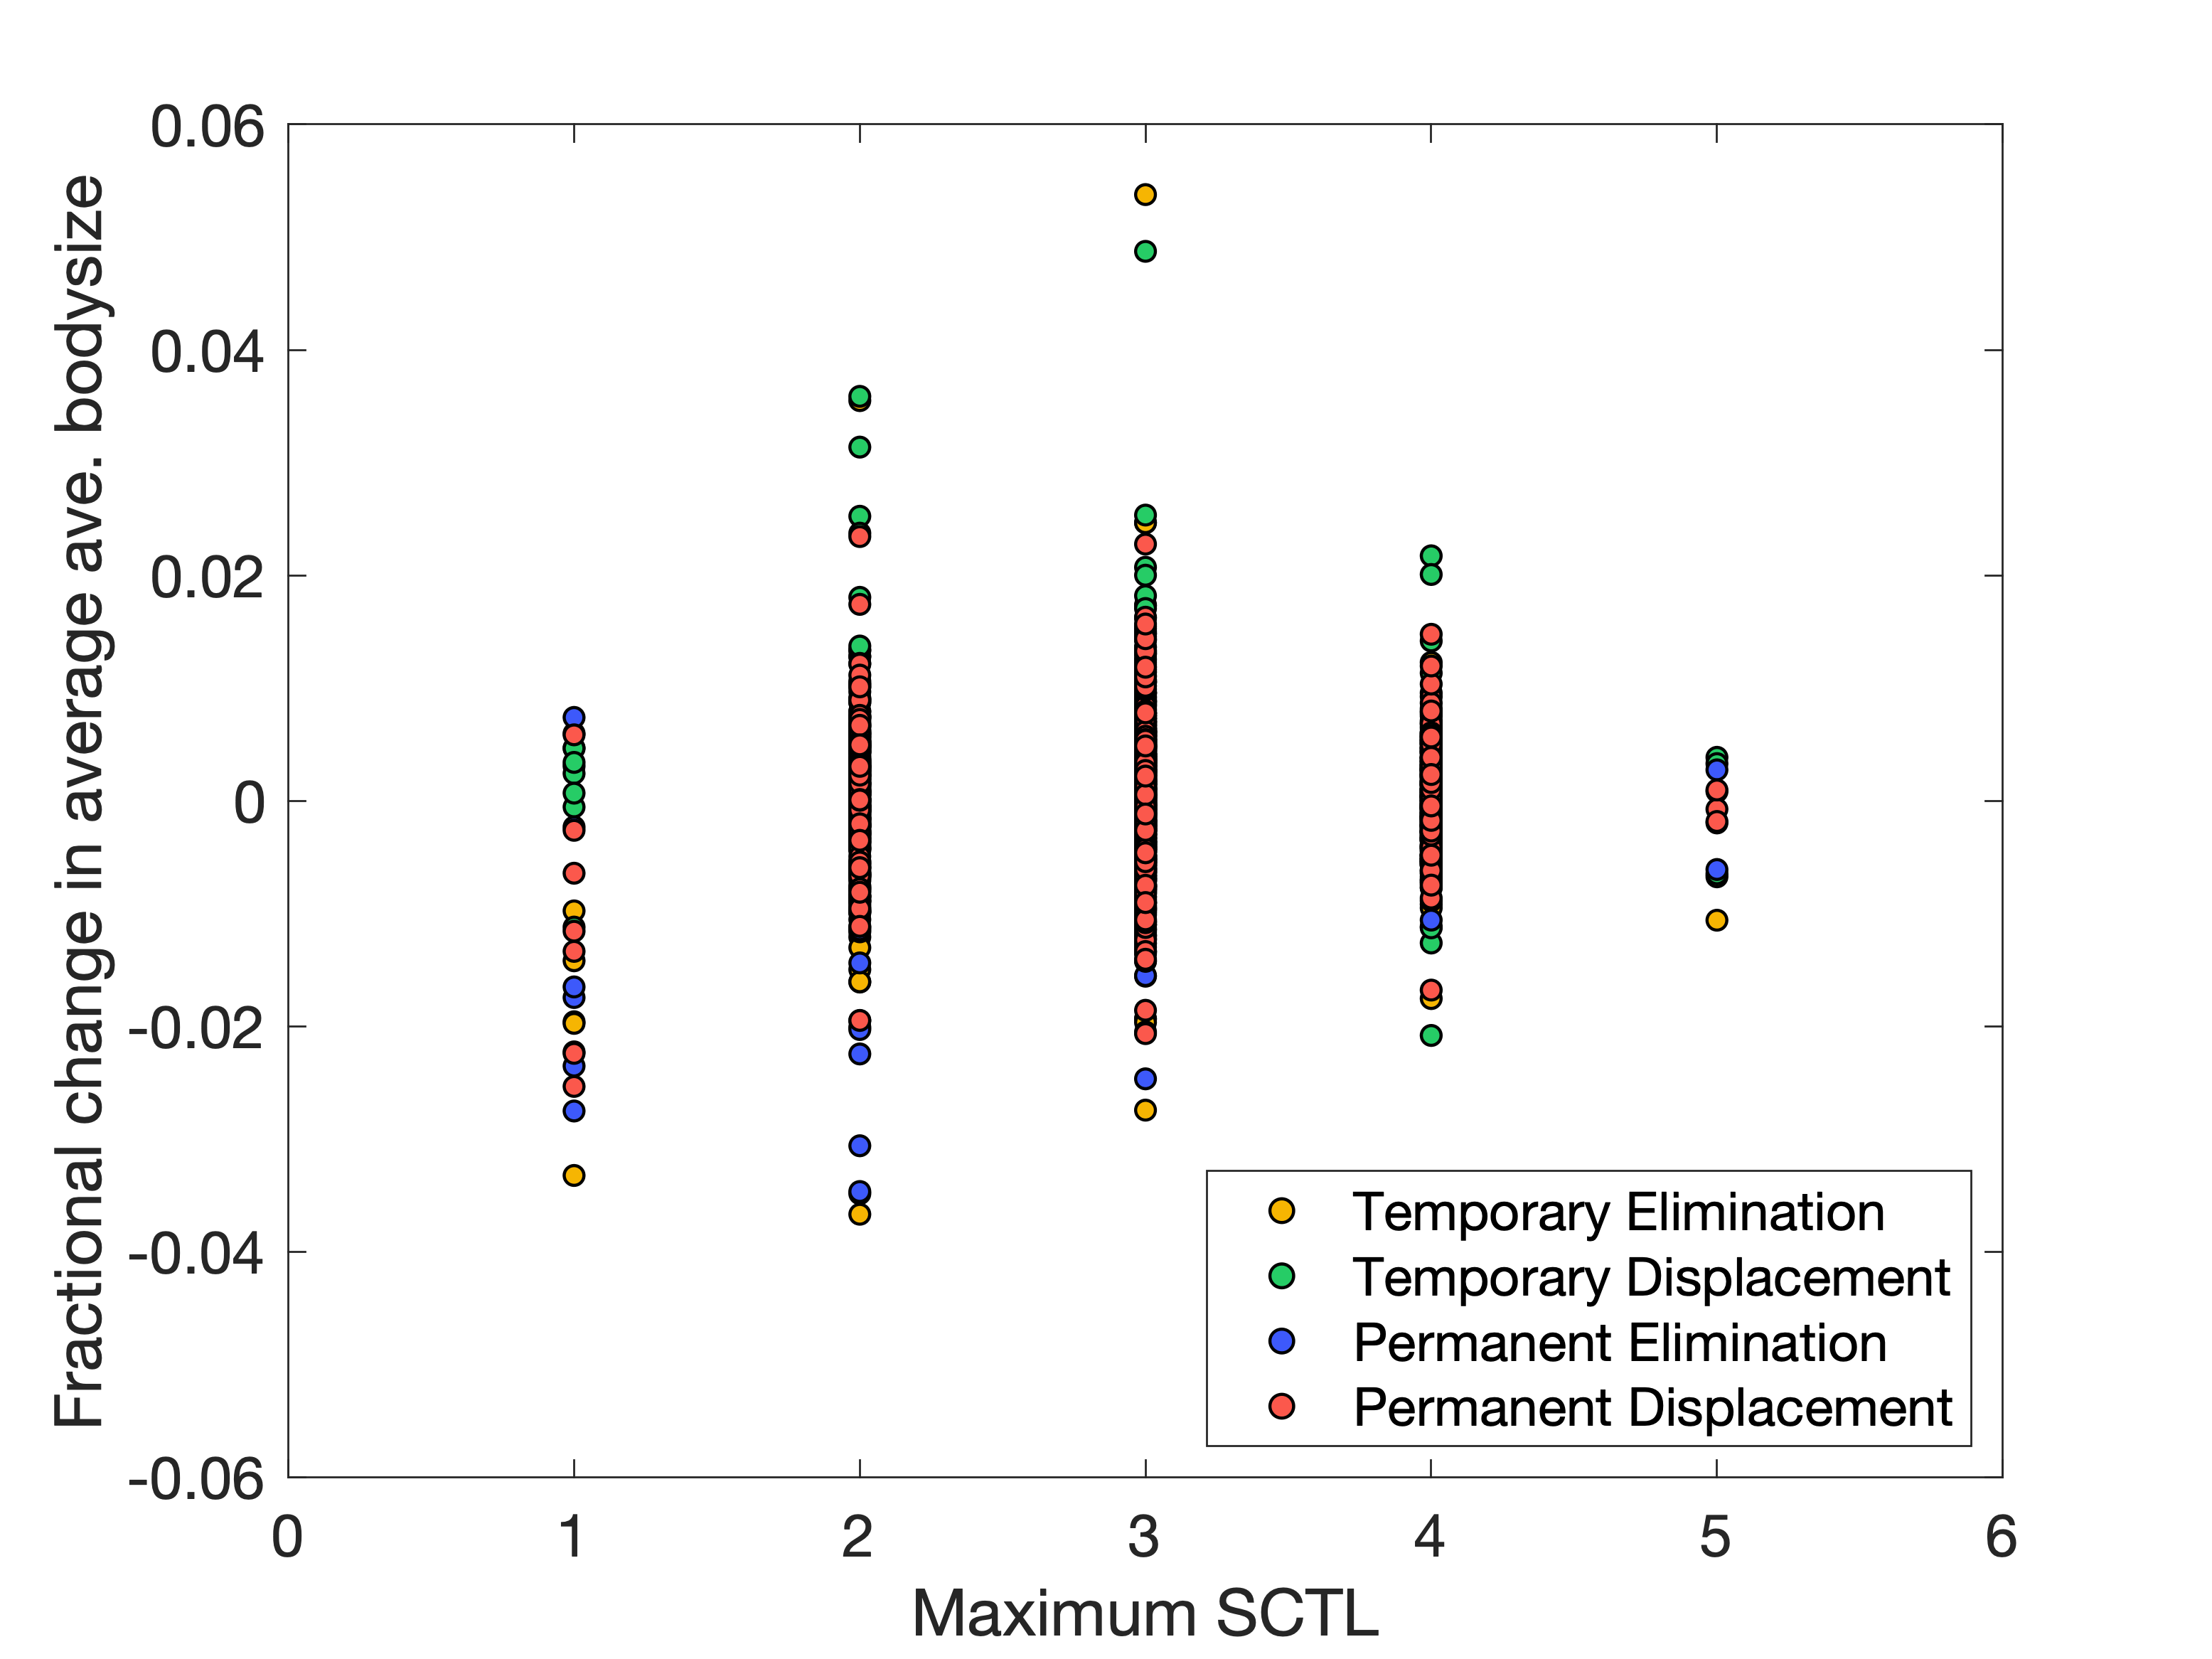 Fractional change in average ave. bodysize
0.06
0.04
0.02
0
-0.02
-0.04
-0.06
0 1 2 3 4 5 6
Maximum SCTL
Temporary Elimination
Temporary Displacement
Permanent Elimination
Permanent Displacement